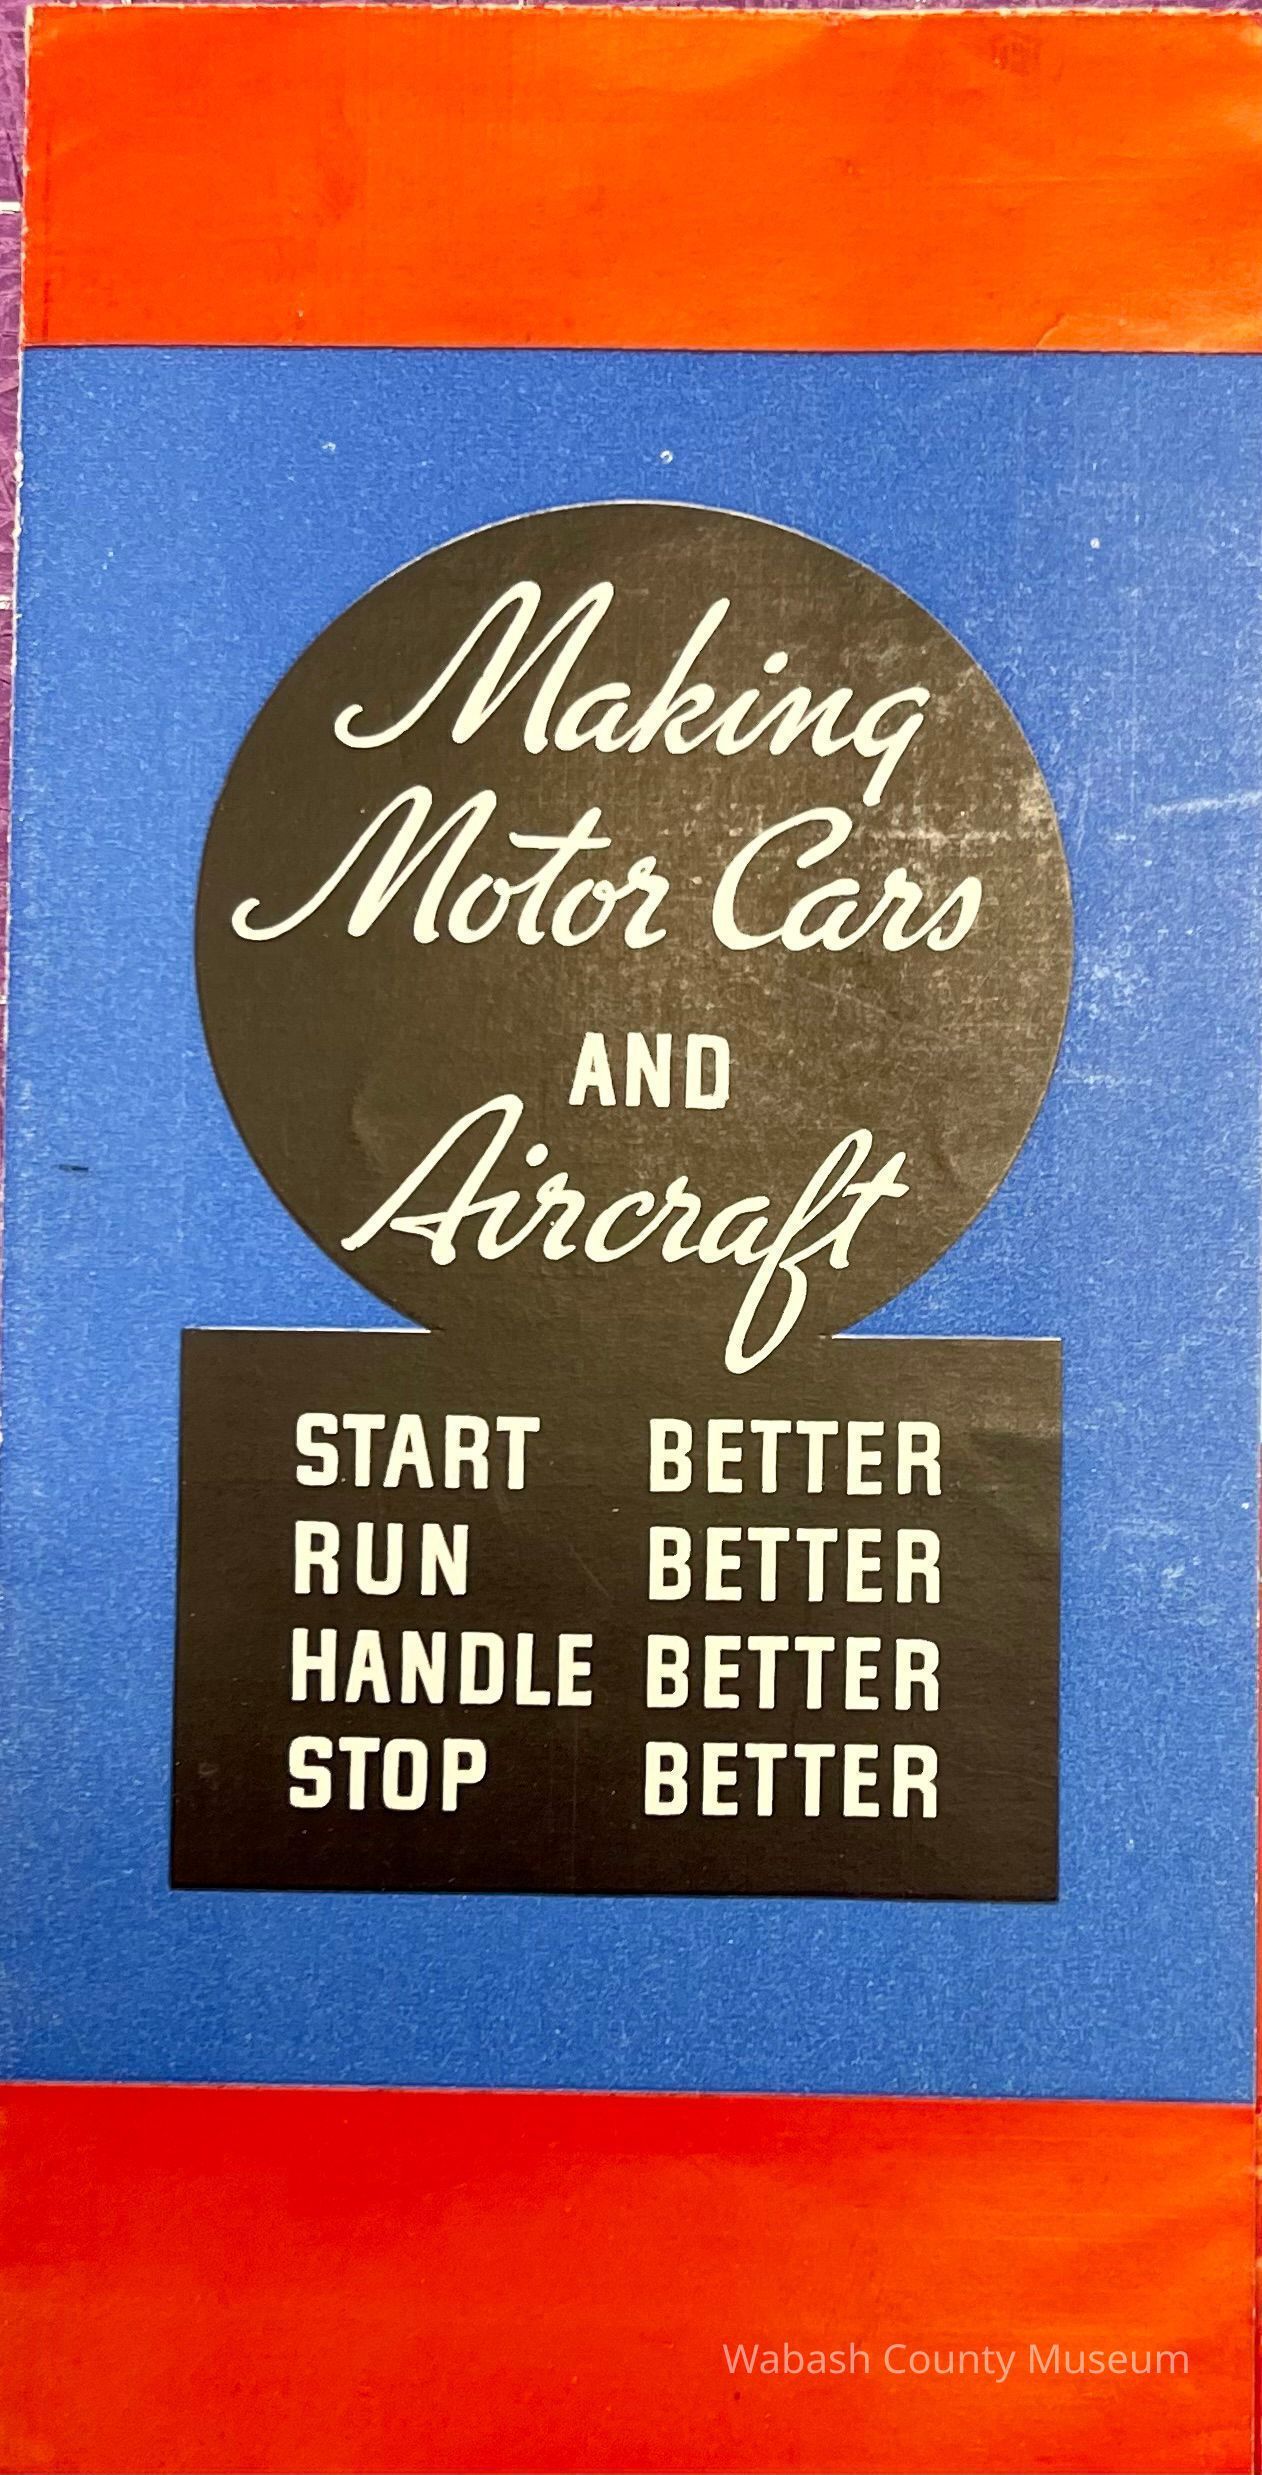 Making
Motor Cars
AND
Aircraft
START BETTER
RUN BETTER
HANDLE BETTER
STOP BETTER
Wabash County Museum